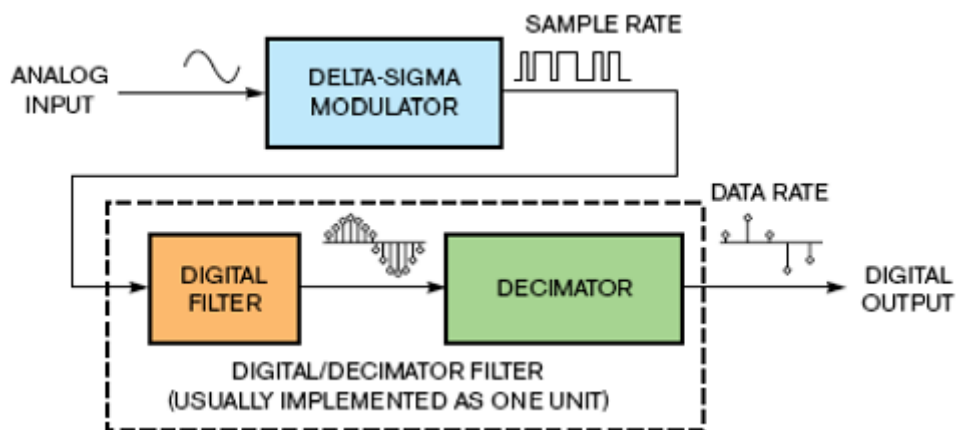 SAMPLE RATE
ANALOG
INPUT
DELTA-SIGMA
MODULATOR
DATA RATE
DIGITAL
FILTER
DECIMATOR
DIGITAL
OUTPUT
DIGITAL/DECIMATOR FILTER
(USUALLY IMPLEMENTED AS ONE UNIT)